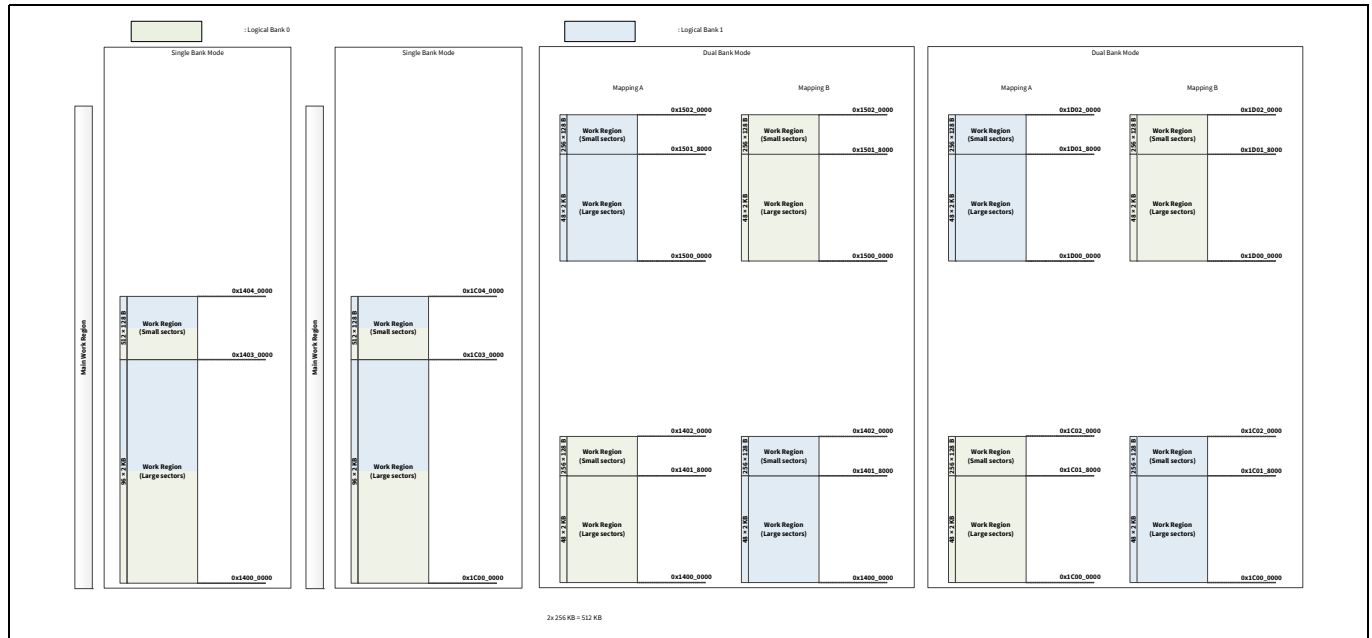 : Logical Bank 0
: Logical Bank 1
Single Bank Mode
Single Bank Mode
Dual Bank Mode
Dual Bank Mode
Mapping A
Mapping B
Mapping A
Mapping B
Main Work Region
0x1404_0000
512 × 128 B
Work Region
(Small sectors)
0x1403_0000
96 × 2 KB
Work Region
(Large sectors)
0x1400_0000
Main Work Region
0x1C04_0000
512 × 128 B
Work Region
(Small sectors)
0x1C03_0000
96 × 2 KB
Work Region
(Large sectors)
0x1C00_0000
0x1502_0000
256 × 128 B
Work Region
(Small sectors)
0x1501_8000
48 × 2 KB
Work Region
(Large sectors)
0x1500_0000
0x1402_0000
256 × 128 B
Work Region
(Small sectors)
0x1401_8000
48 × 2 KB
Work Region
(Large sectors)
0x1400_0000
0x1502_0000
256 × 128 B
Work Region
(Small sectors)
0x1501_8000
48 × 2 KB
Work Region
(Large sectors)
0x1500_0000
0x1402_0000
256 × 128 B
Work Region
(Small sectors)
0x1401_8000
48 × 2 KB
Work Region
(Large sectors)
0x1400_0000
0x1D02_0000
256 × 128 B
Work Region
(Small sectors)
0x1D01_8000
48 × 2 KB
Work Region
(Large sectors)
0x1D00_0000
0x1C02_0000
256 × 128 B
Work Region
(Small sectors)
0x1C01_8000
48 × 2 KB
Work Region
(Large sectors)
0x1C00_0000
0x1D02_0000
256 × 128 B
Work Region
(Small sectors)
0x1D01_8000
48 × 2 KB
Work Region
(Large sectors)
0x1D00_0000
0x1C02_0000
256 × 128 B
Work Region
(Small sectors)
0x1C01_8000
48 × 2 KB
Work Region
(Large sectors)
0x1C00_0000
2x 256 KB = 512 KB